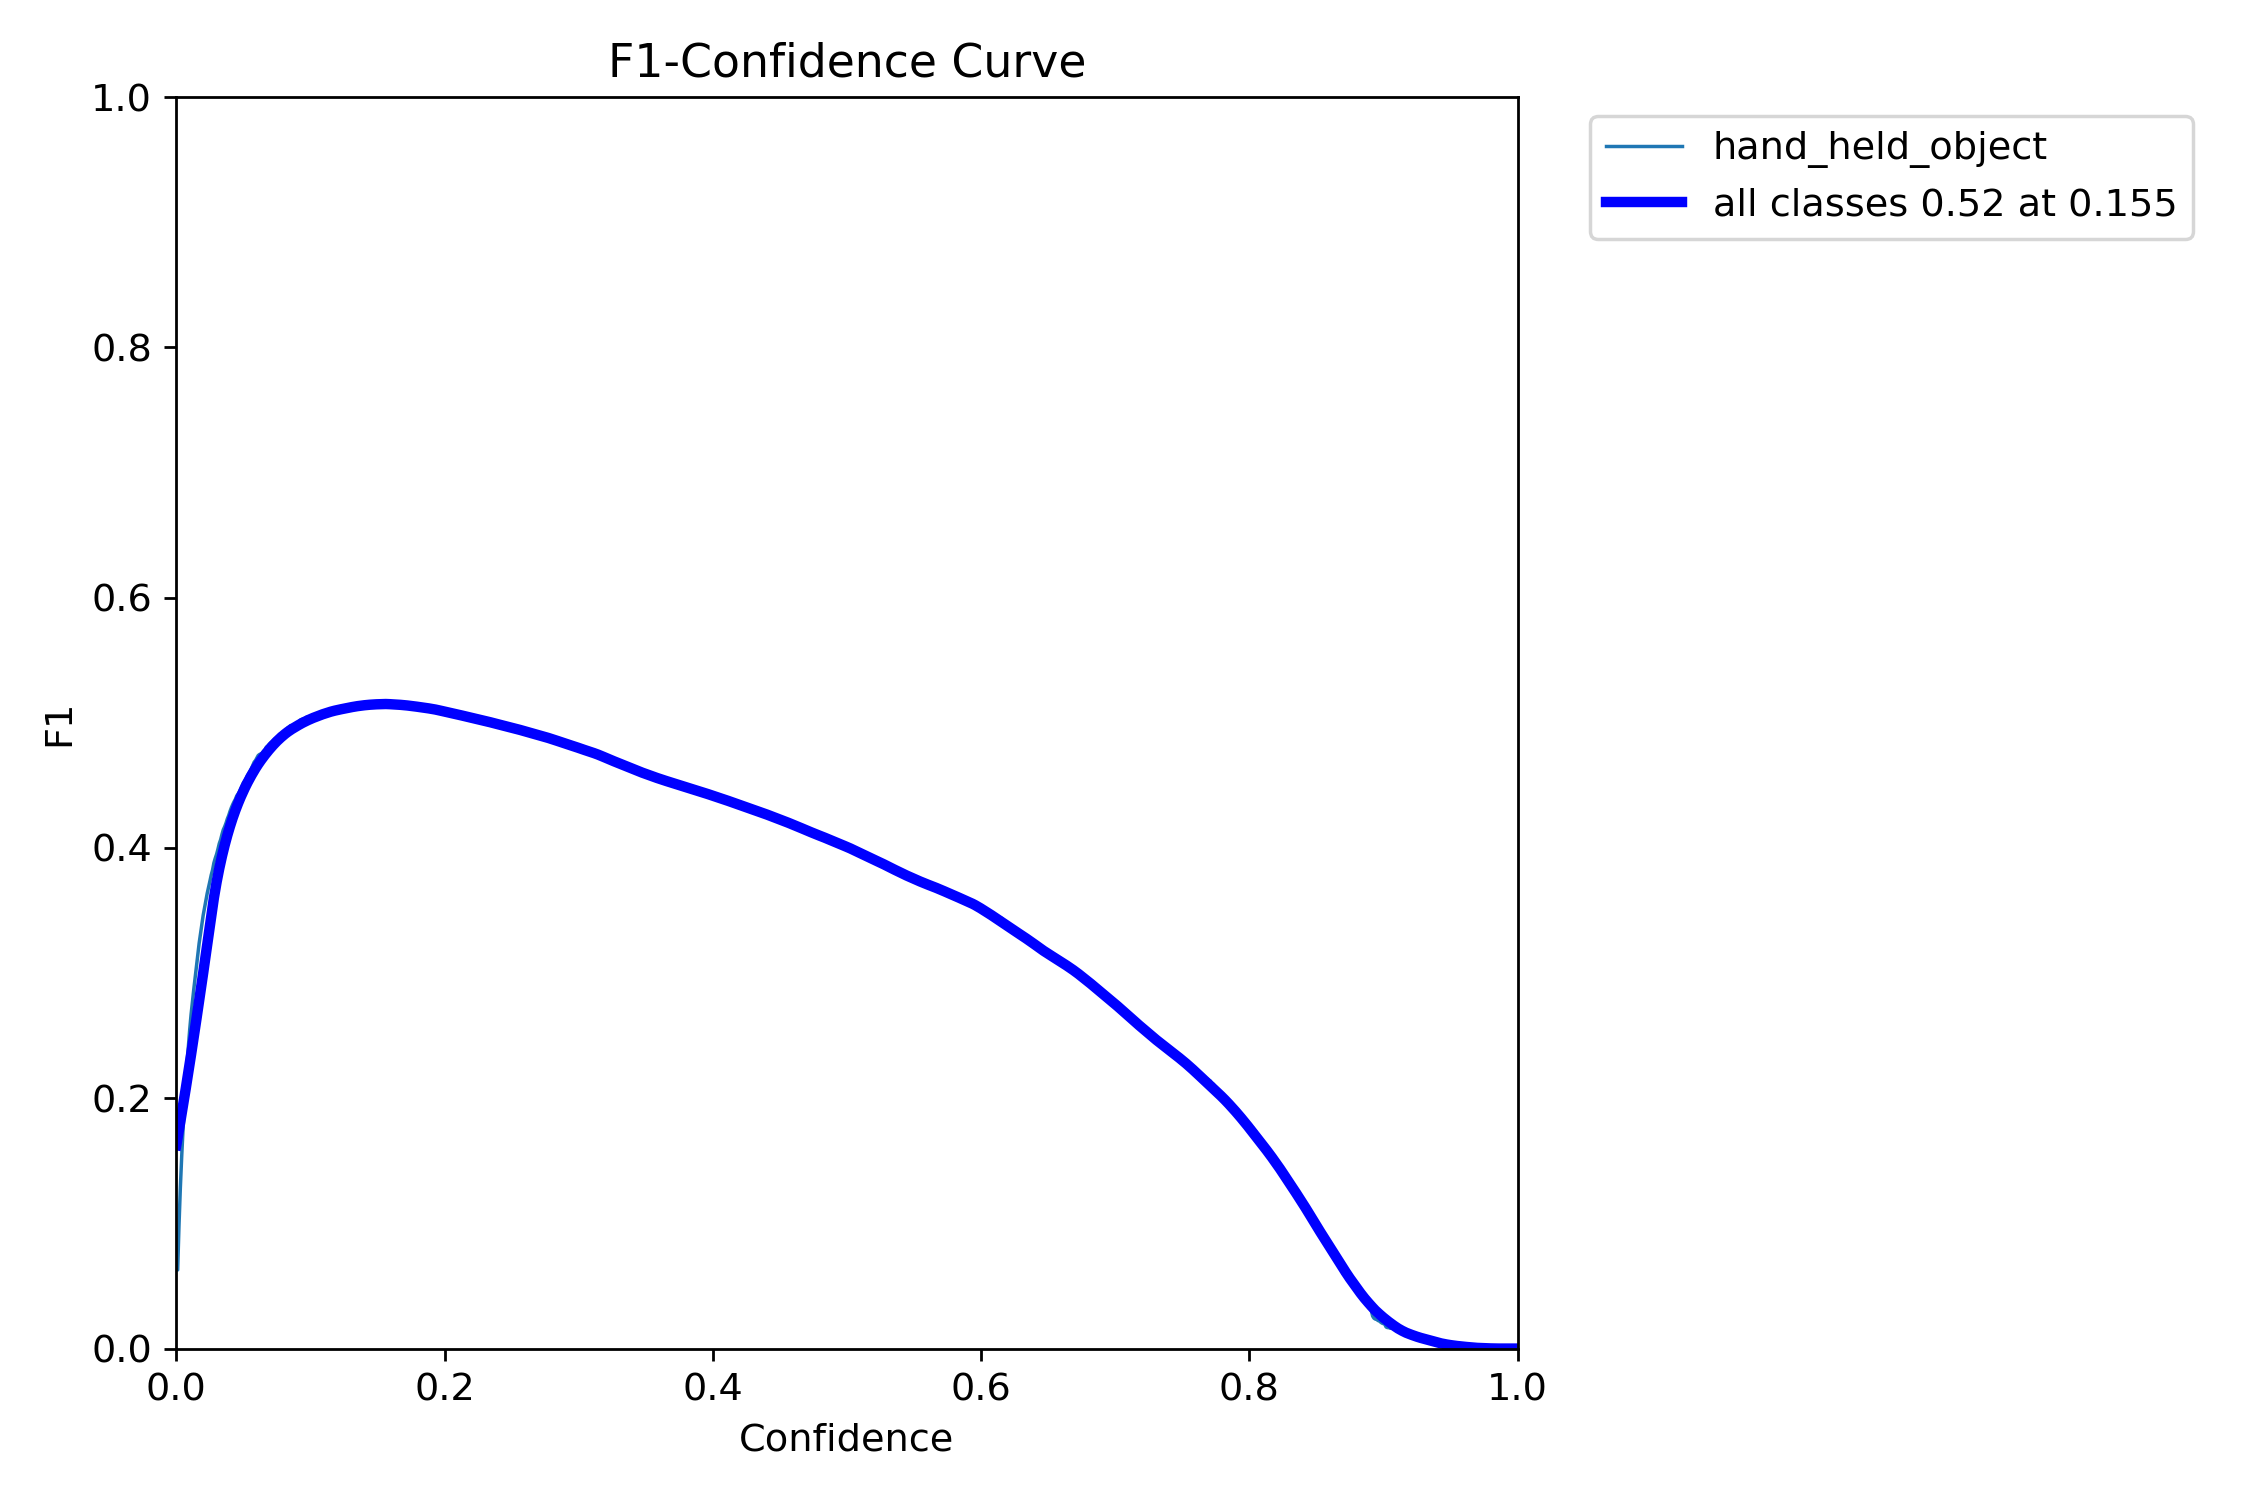 F1-Confidence Curve
hand_held_object
all classes 0.52 at 0.155
1.0
0.8
0.6
0.4
0.2
0.0
F1
0.0 0.2 0.4 0.6 0.8 1.0
Confidence